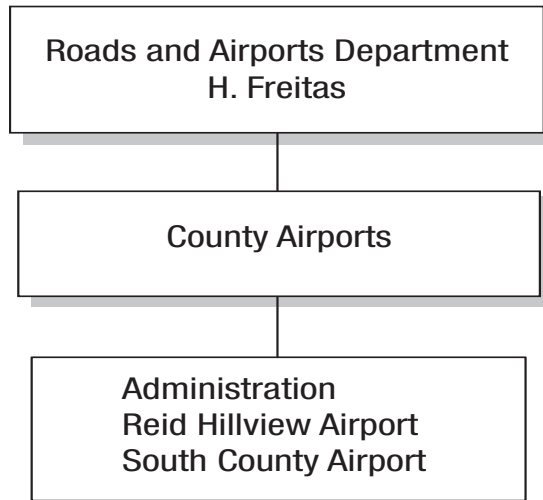 Roads and Airports Department
H. Freitas
County Airports
Administration
Reid Hillview Airport
South County Airport